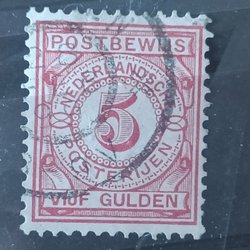 POSTBEWIJS
NEDERLANDSCHE
5
POSTERIJEN
VIJF GULDEN